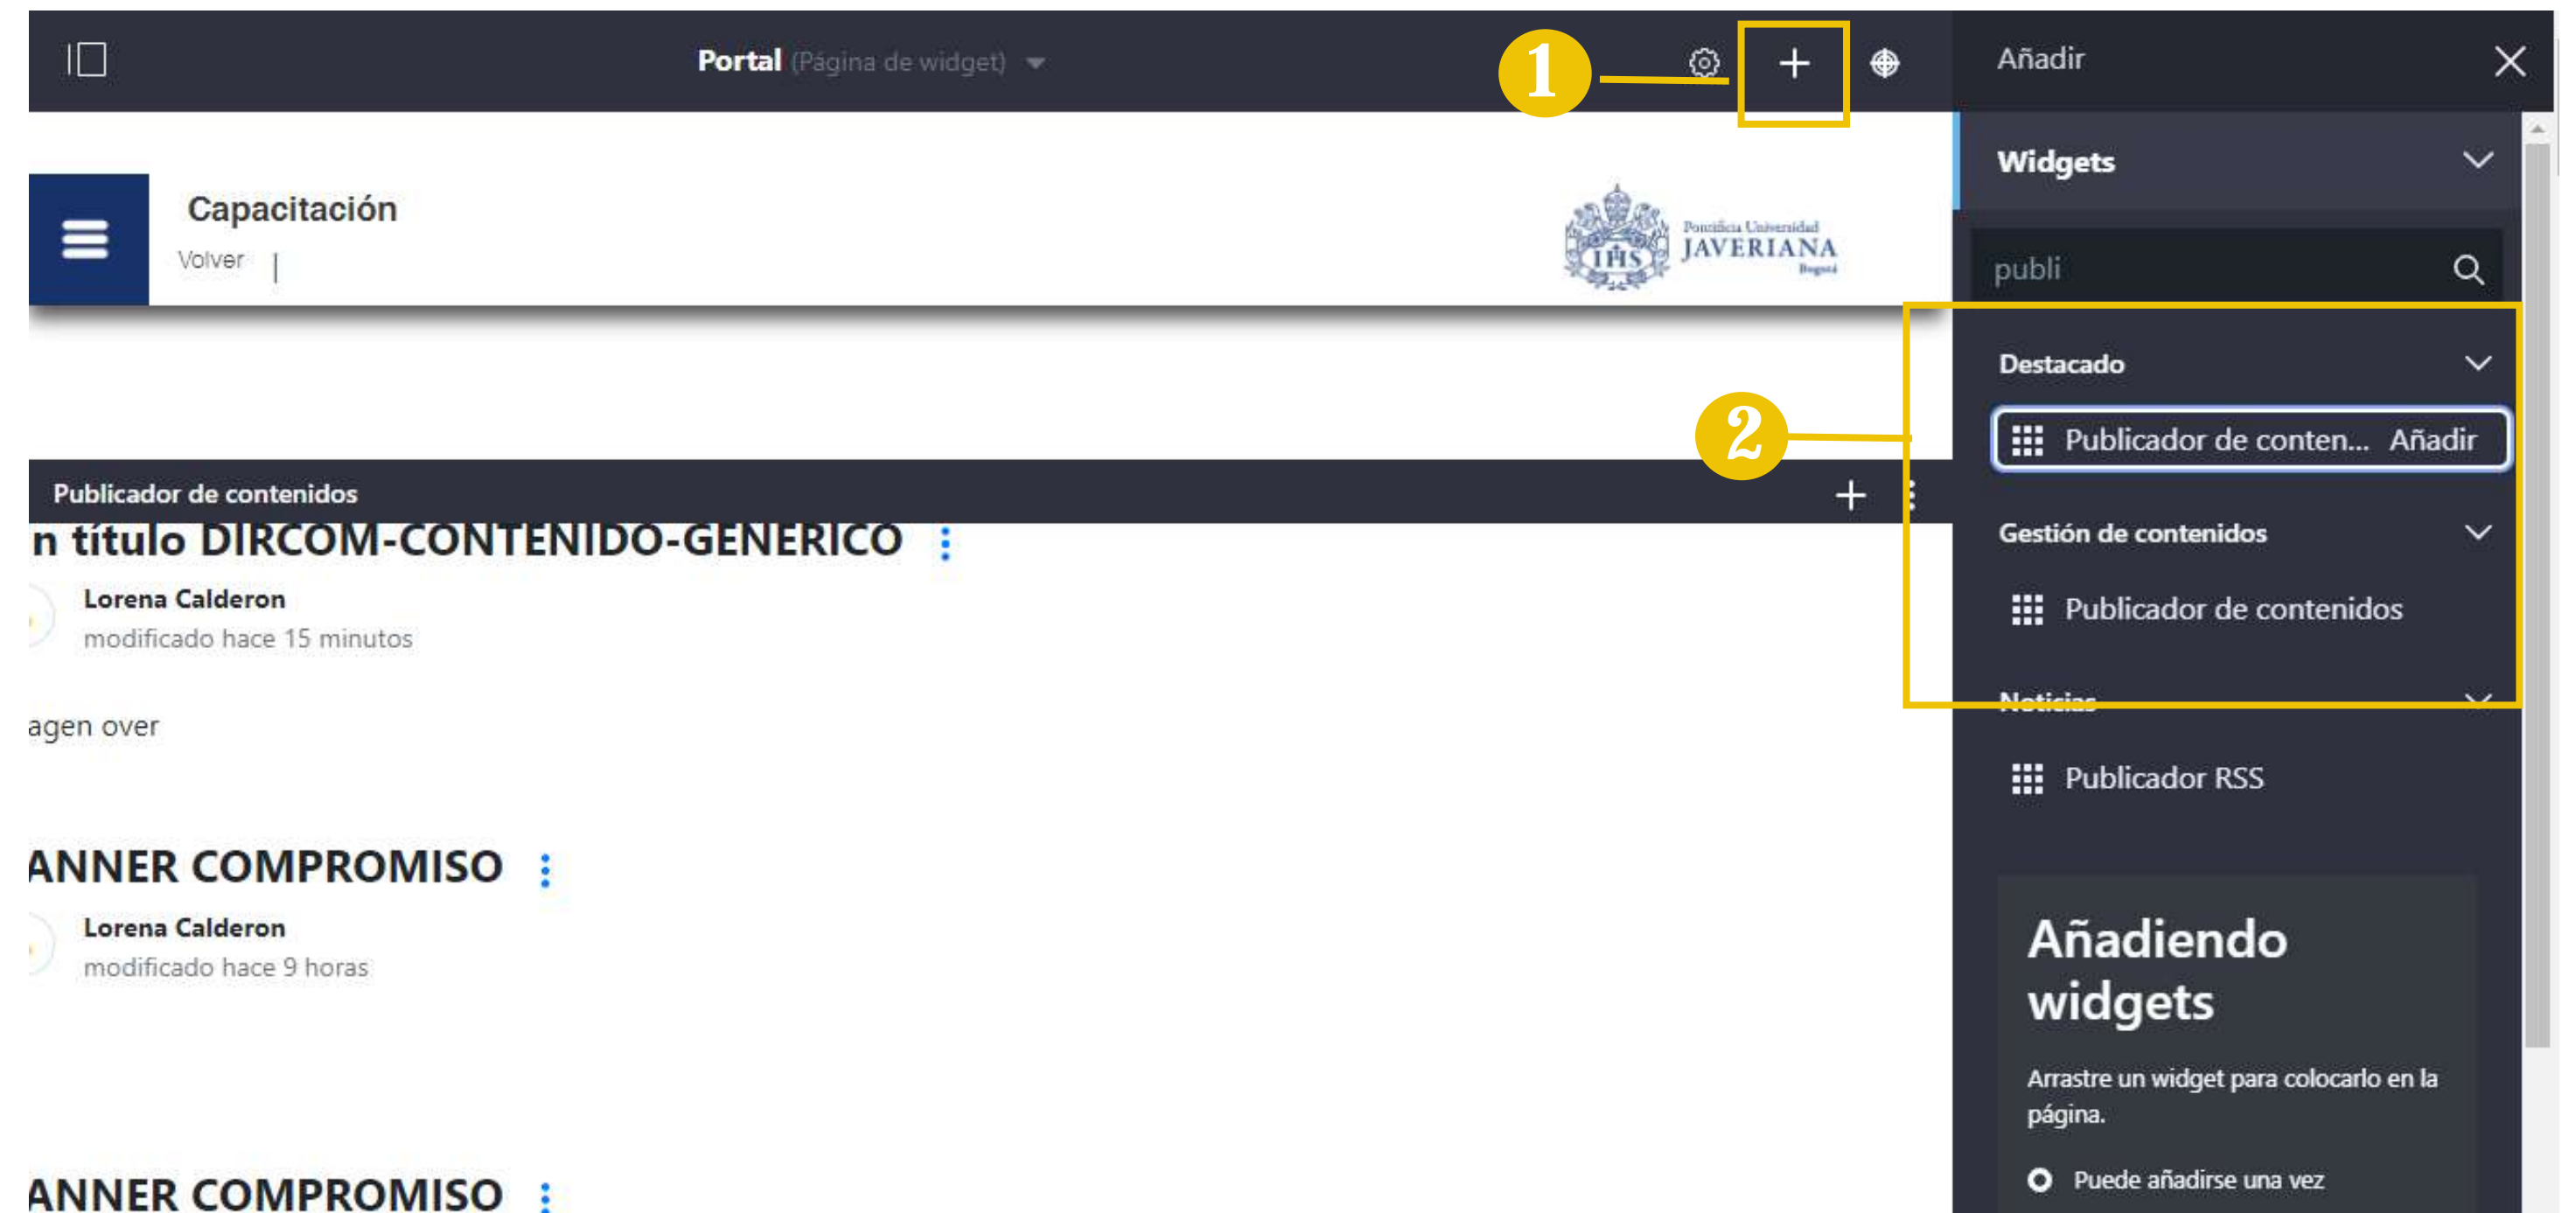 Portal (Página de widget)
1
Añadir
Widgets
Capacitación
Volver |
IHS
Pontificia Universidad
JAVERIANA
Bogotá
publi
Destacado
2
Publicador de conten... Añadir
Publicador de contenidos
Gestión de contenidos
n título DIRCOM-CONTENIDO-GENERICO
Lorena Calderon
modificado hace 15 minutos
Publicador de contenidos
Noticias
agen over
Publicador RSS
ANNER COMPROMISO
Lorena Calderon
modificado hace 9 horas
Añadiendo
widgets
Arrastre un widget para colocarlo en la
página.
Puede añadirse una vez
ANNER COMPROMISO